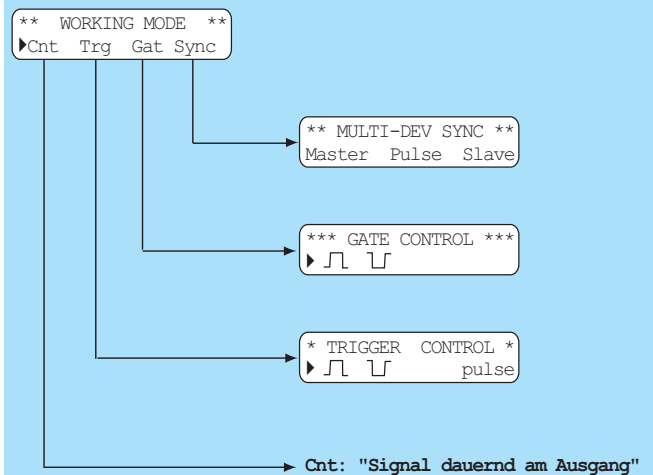 ** WORKING MODE **
Cnt Trg Gat Sync
** MULTI-DEV SYNC **
Master Pulse Slave
*** GATE CONTROL ***
* TRIGGER CONTROL *
pulse
Cnt: "Signal dauernd am Ausgang"